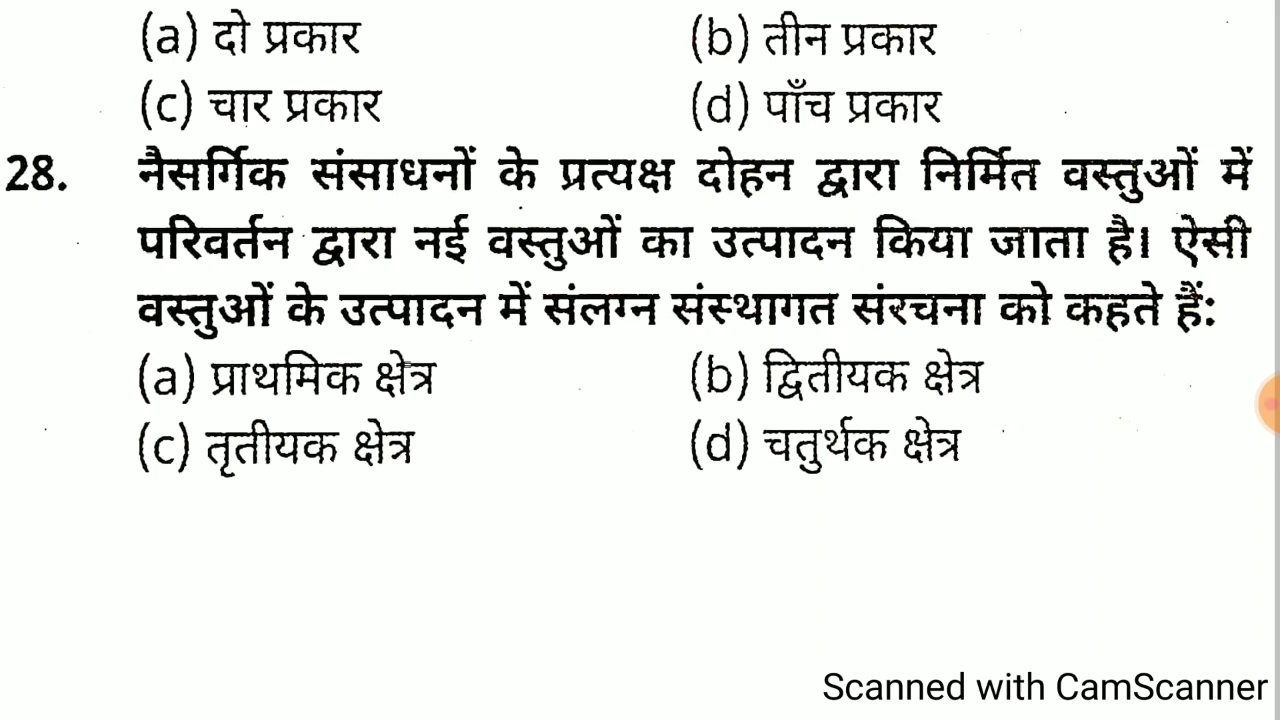 (a) दो प्रकार (b) तीन प्रकार
(c) चार प्रकार (d) पाँच प्रकार
28. नैसर्गिक संसाधनों के प्रत्यक्ष दोहन द्वारा निर्मित वस्तुओं में
परिवर्तन द्वारा नई वस्तुओं का उत्पादन किया जाता है। ऐसी
वस्तुओं के उत्पादन में संलग्न संस्थागत संरचना को कहते हैं:
(a) प्राथमिक क्षेत्र (b) द्वितीयक क्षेत्र
(c) तृतीयक क्षेत्र (d) चतुर्थक क्षेत्र
Scanned with CamScanner